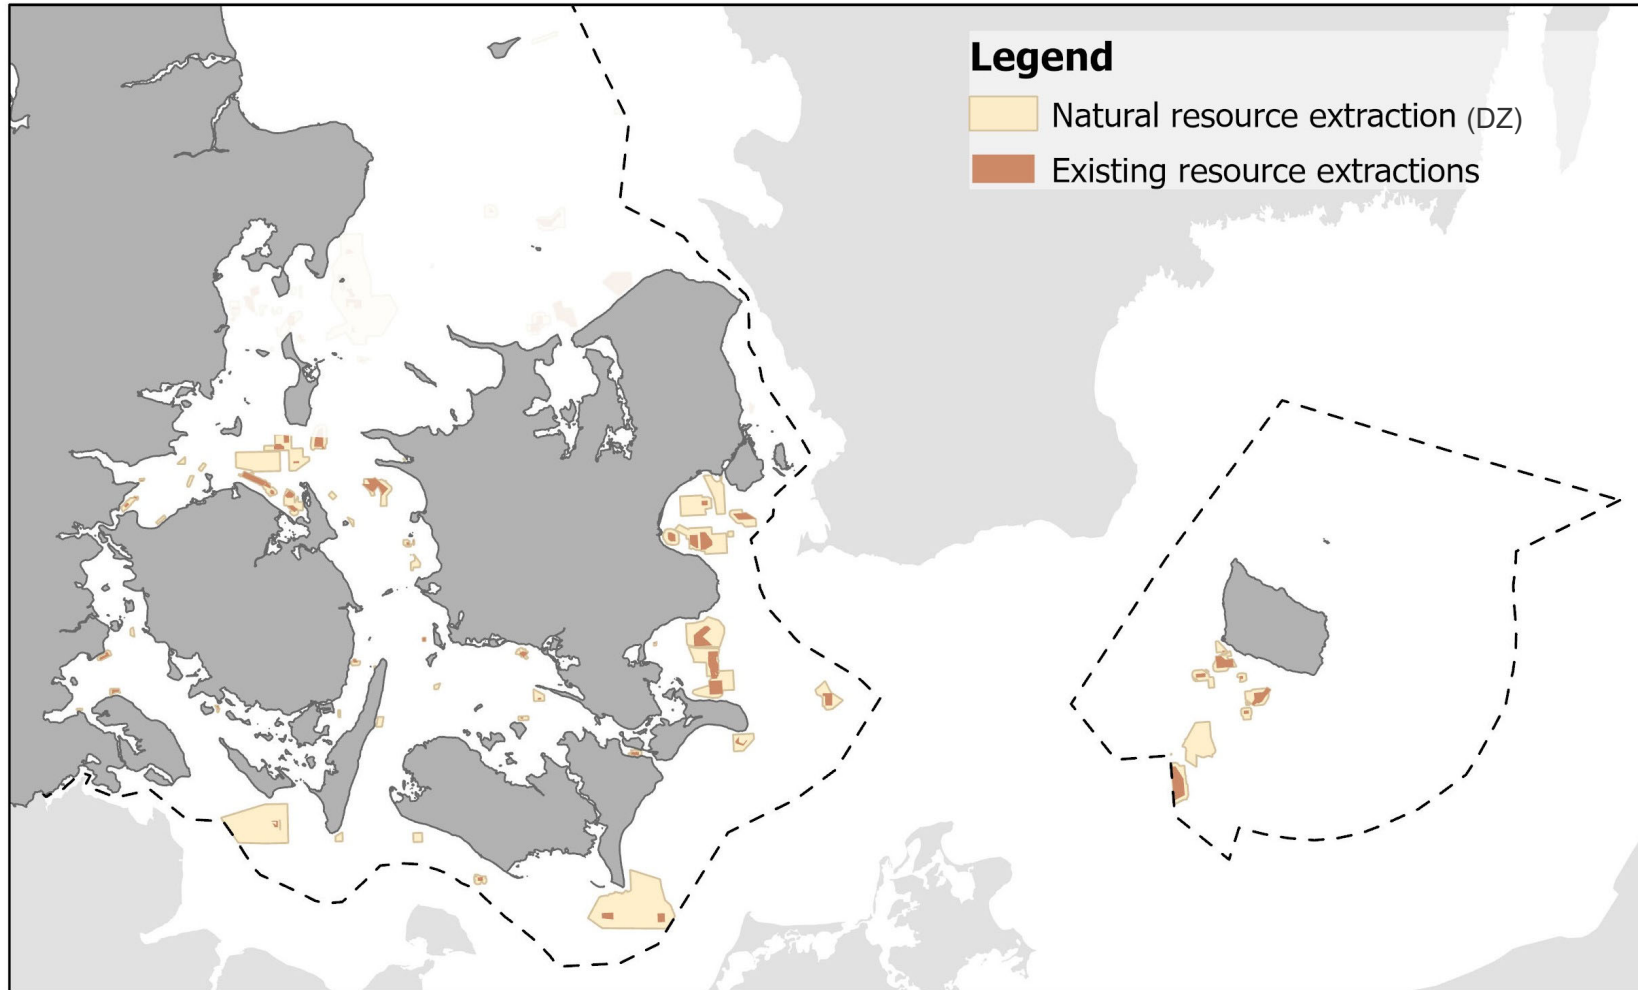 Legend
Natural resource extraction (DZ)
Existing resource extractions